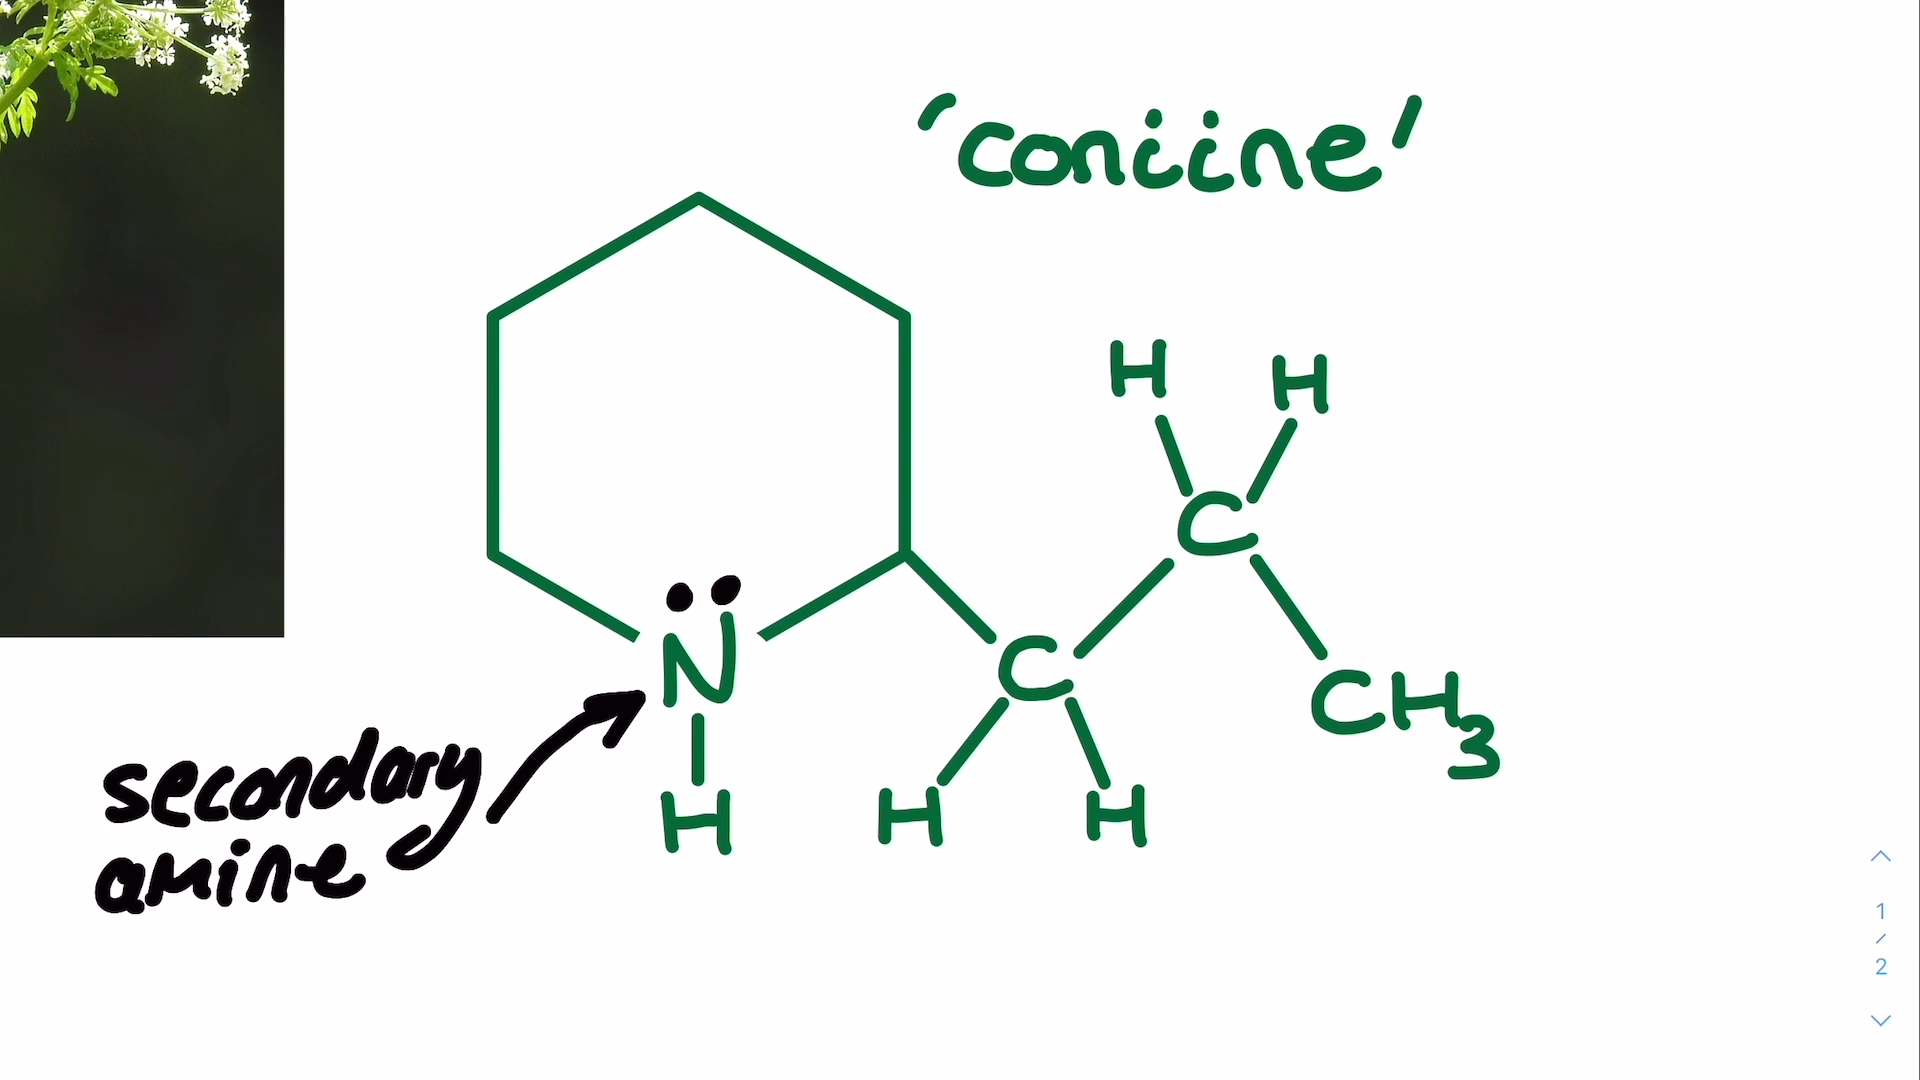 'coniine'
H H
C
N C
CH3
H H H
secondary
amine
1
/
2